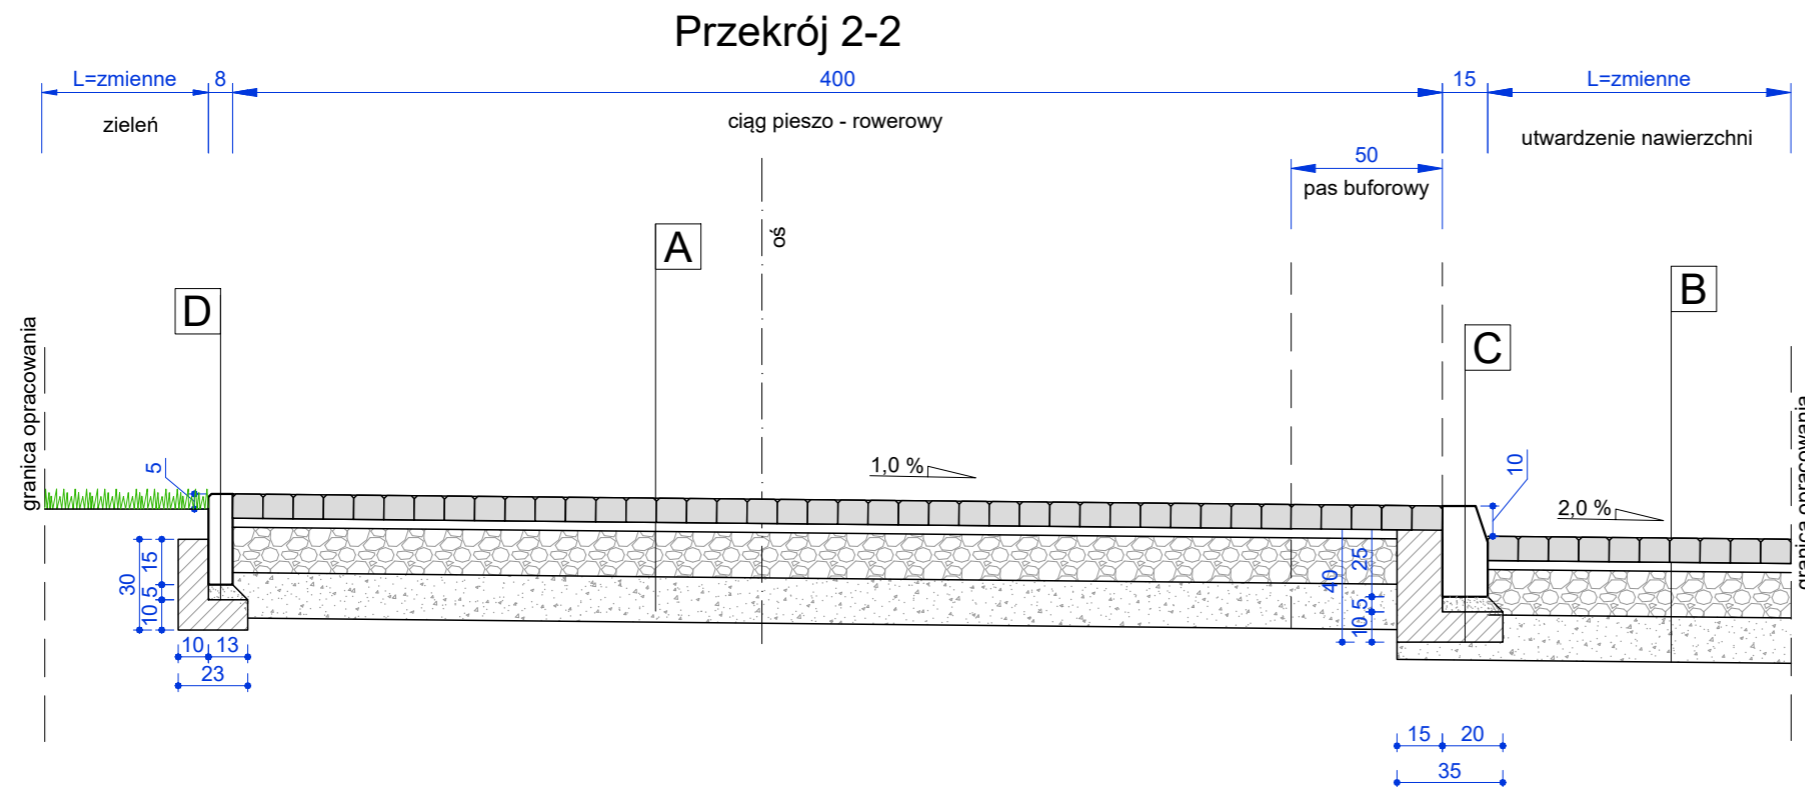 Przekrój 2-2
L=zmienne
8
400
15
L=zmienne
zieleń
ciąg pieszo - rowerowy
utwardzenie nawierzchni
50
pas buforowy
oś
A
B
D
C
granica opracowania
granica opracowania
5
1,0 %
10
2,0 %
30
15
5
10
40
25
5
10
10
13
23
15
20
35